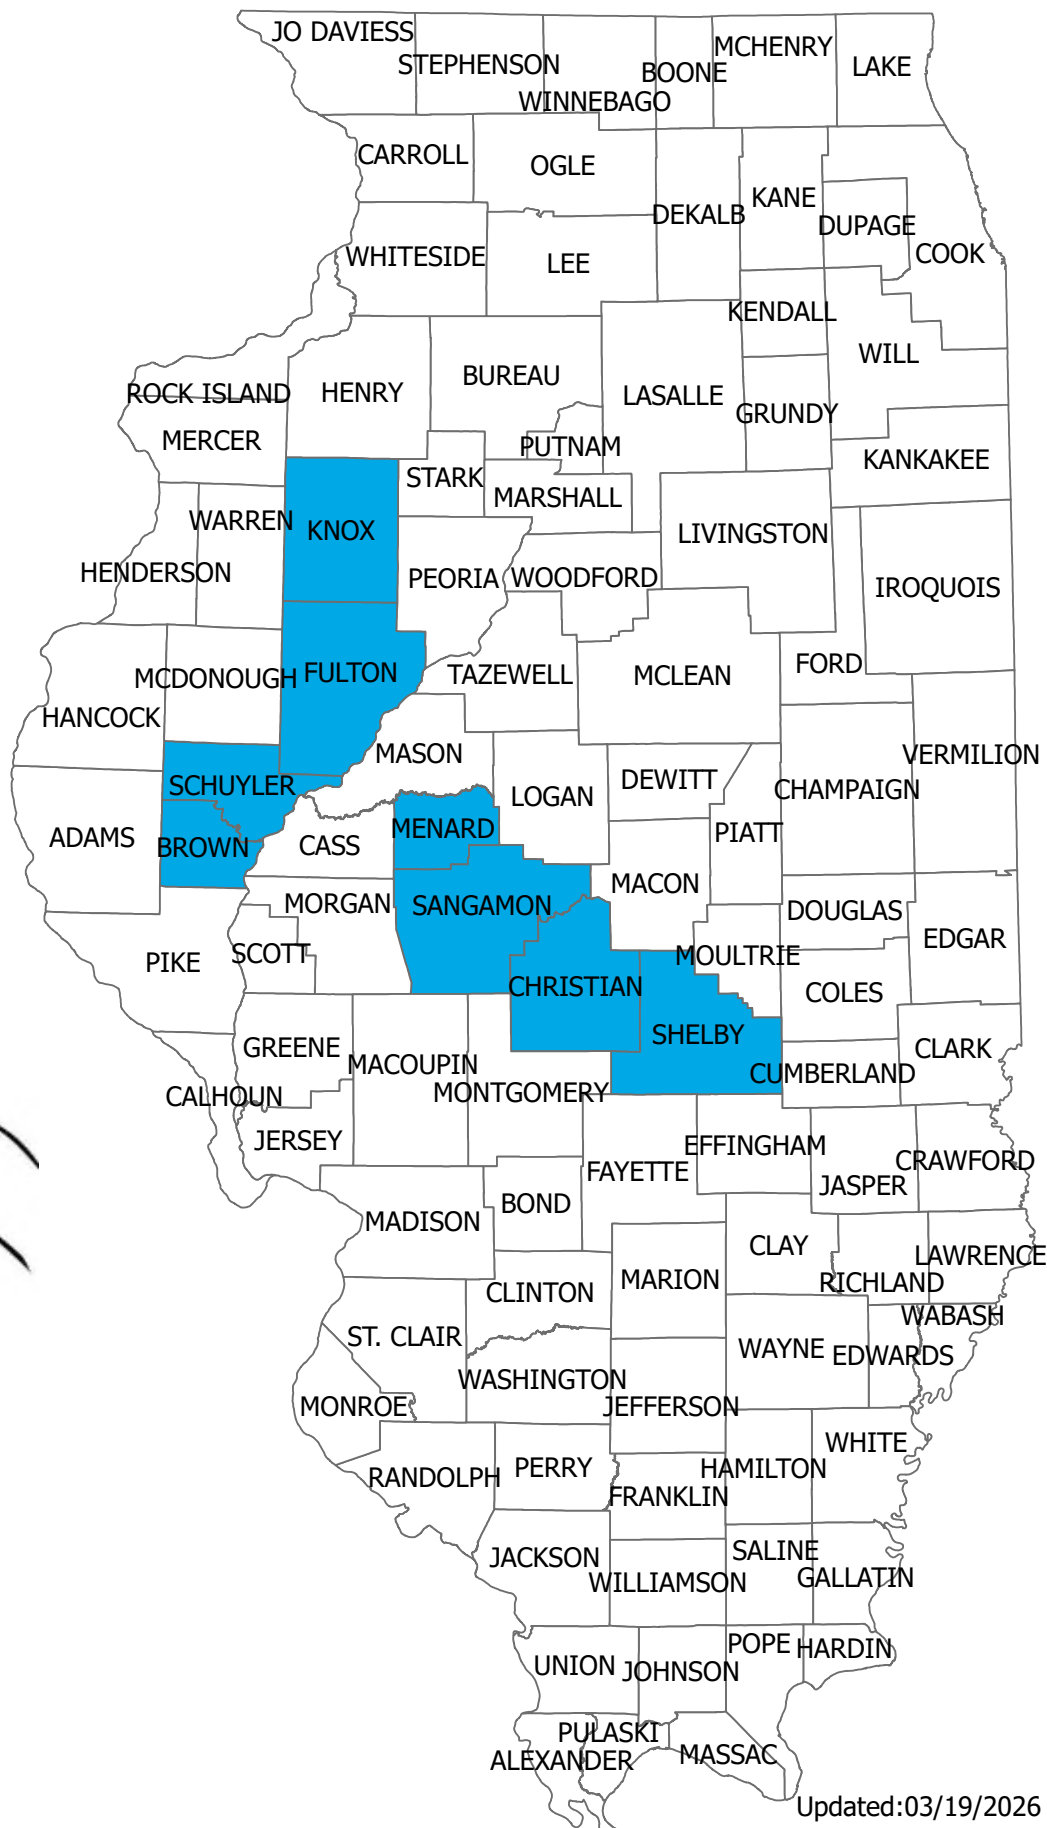 JO DAVIESS
STEPHENSON
WINNEBAGO
BOONE
MCHENRY
LAKE
CARROLL
OGLE
DEKALB
KANE
DUPAGE
COOK
WHITESIDE
LEE
KENDALL
WILL
ROCK ISLAND
HENRY
BUREAU
LASALLE
GRUNDY
MERCER
PUTNAM
KANKAKEE
STARK
MARSHALL
WARREN
KNOX
LIVINGSTON
HENDERSON
PEORIA
WOODFORD
IROQUOIS
MCDONOUGH
FULTON
TAZEWELL
MCLEAN
FORD
HANCOCK
MASON
VERMILION
SCHUYLER
LOGAN
DEWITT
CHAMPAIGN
ADAMS
BROWN
CASS
MENARD
PIATT
MORGAN
SANGAMON
MACON
DOUGLAS
PIKE
SCOTT
CHRISTIAN
MOULTRIE
EDGAR
COLES
GREENE
MACOUPIN
SHELBY
CLARK
CALHOUN
MONTGOMERY
CUMBERLAND
JERSEY
FAYETTE
EFFINGHAM
JASPER
CRAWFORD
MADISON
BOND
CLAY
LAWRENCE
CLINTON
MARION
RICHLAND
WABASH
ST. CLAIR
WAYNE
EDWARDS
WASHINGTON
MONROE
JEFFERSON
WHITE
RANDOLPH
PERRY
HAMILTON
FRANKLIN
JACKSON
WILLIAMSON
SALINE
GALLATIN
UNION
JOHNSON
POPE
HARDIN
PULASKI
ALEXANDER
MASSAC
Updated:03/19/2026